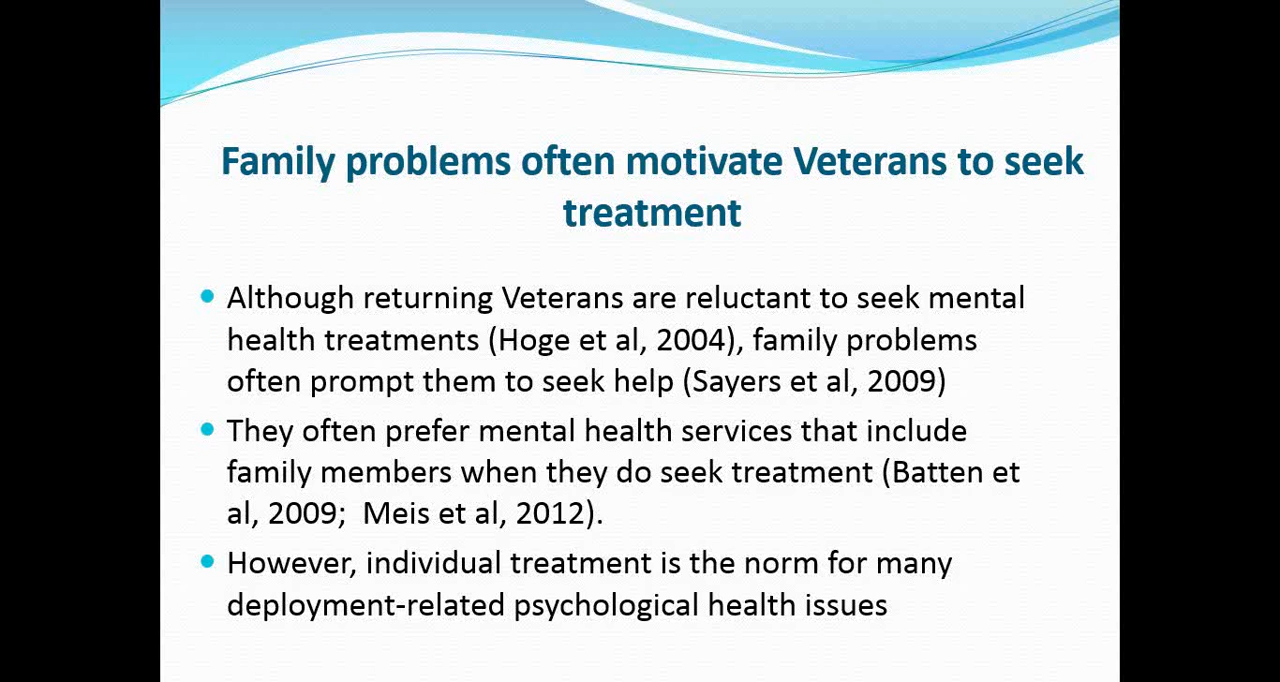 Family problems often motivate Veterans to seek
treatment
• Although returning Veterans are reluctant to seek mental
health treatments (Hoge et al, 2004), family problems
often prompt them to seek help (Sayers et al, 2009)
• They often prefer mental health services that include
family members when they do seek treatment (Batten et
al, 2009;  Meis et al, 2012).
• However, individual treatment is the norm for many
deployment-related psychological health issues